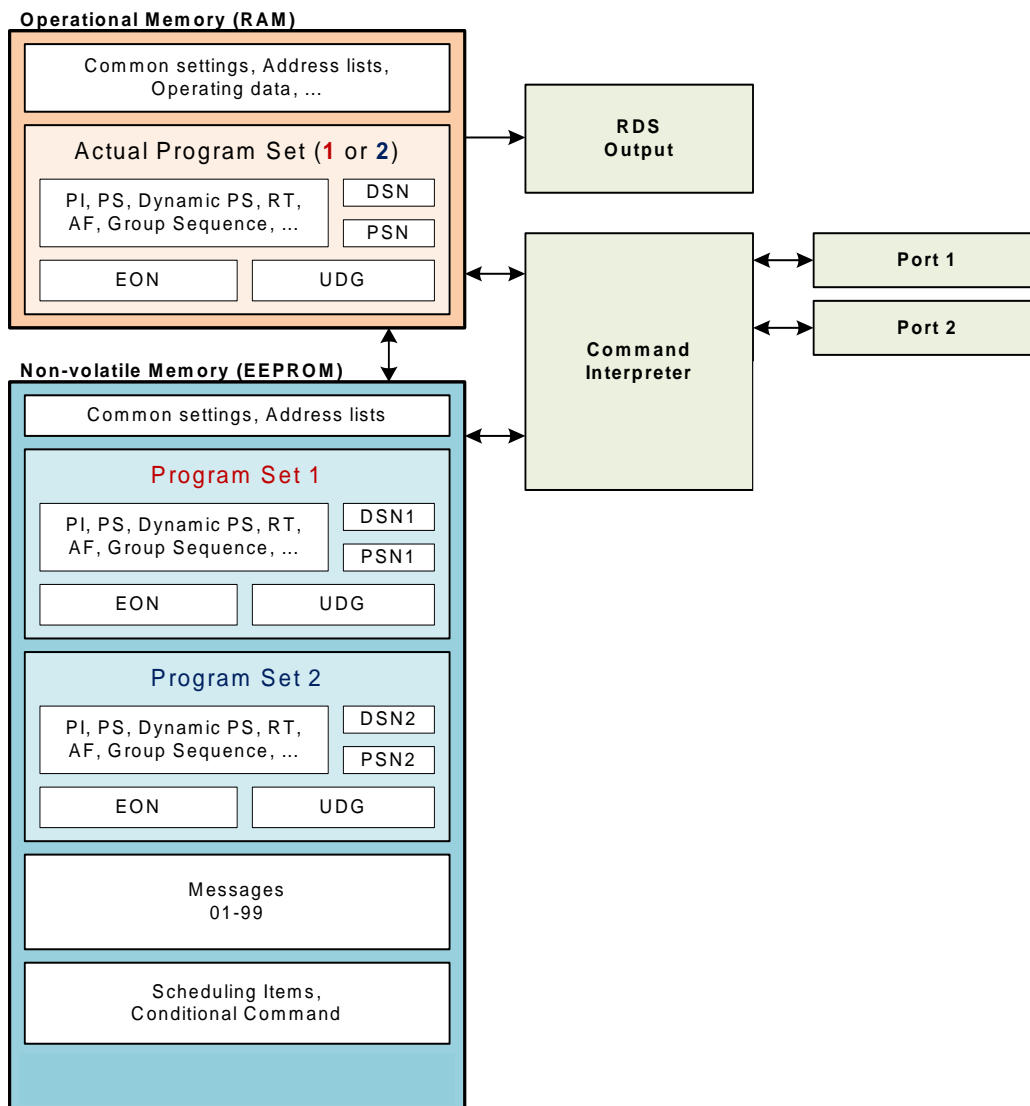 Operational Memory (RAM)
Common settings, Address lists,
Operating data, ...
Actual Program Set (1 or 2)
PI, PS, Dynamic PS, RT,
AF, Group Sequence, ...
DSN
PSN
EON
UDG
RDS
Output
Command
Interpreter
Port 1
Port 2
Non-volatile Memory (EEPROM)
Common settings, Address lists
Program Set 1
PI, PS, Dynamic PS, RT,
AF, Group Sequence, ...
DSN1
PSN1
EON
UDG
Program Set 2
PI, PS, Dynamic PS, RT,
AF, Group Sequence, ...
DSN2
PSN2
EON
UDG
Messages
01-99
Scheduling Items,
Conditional Command